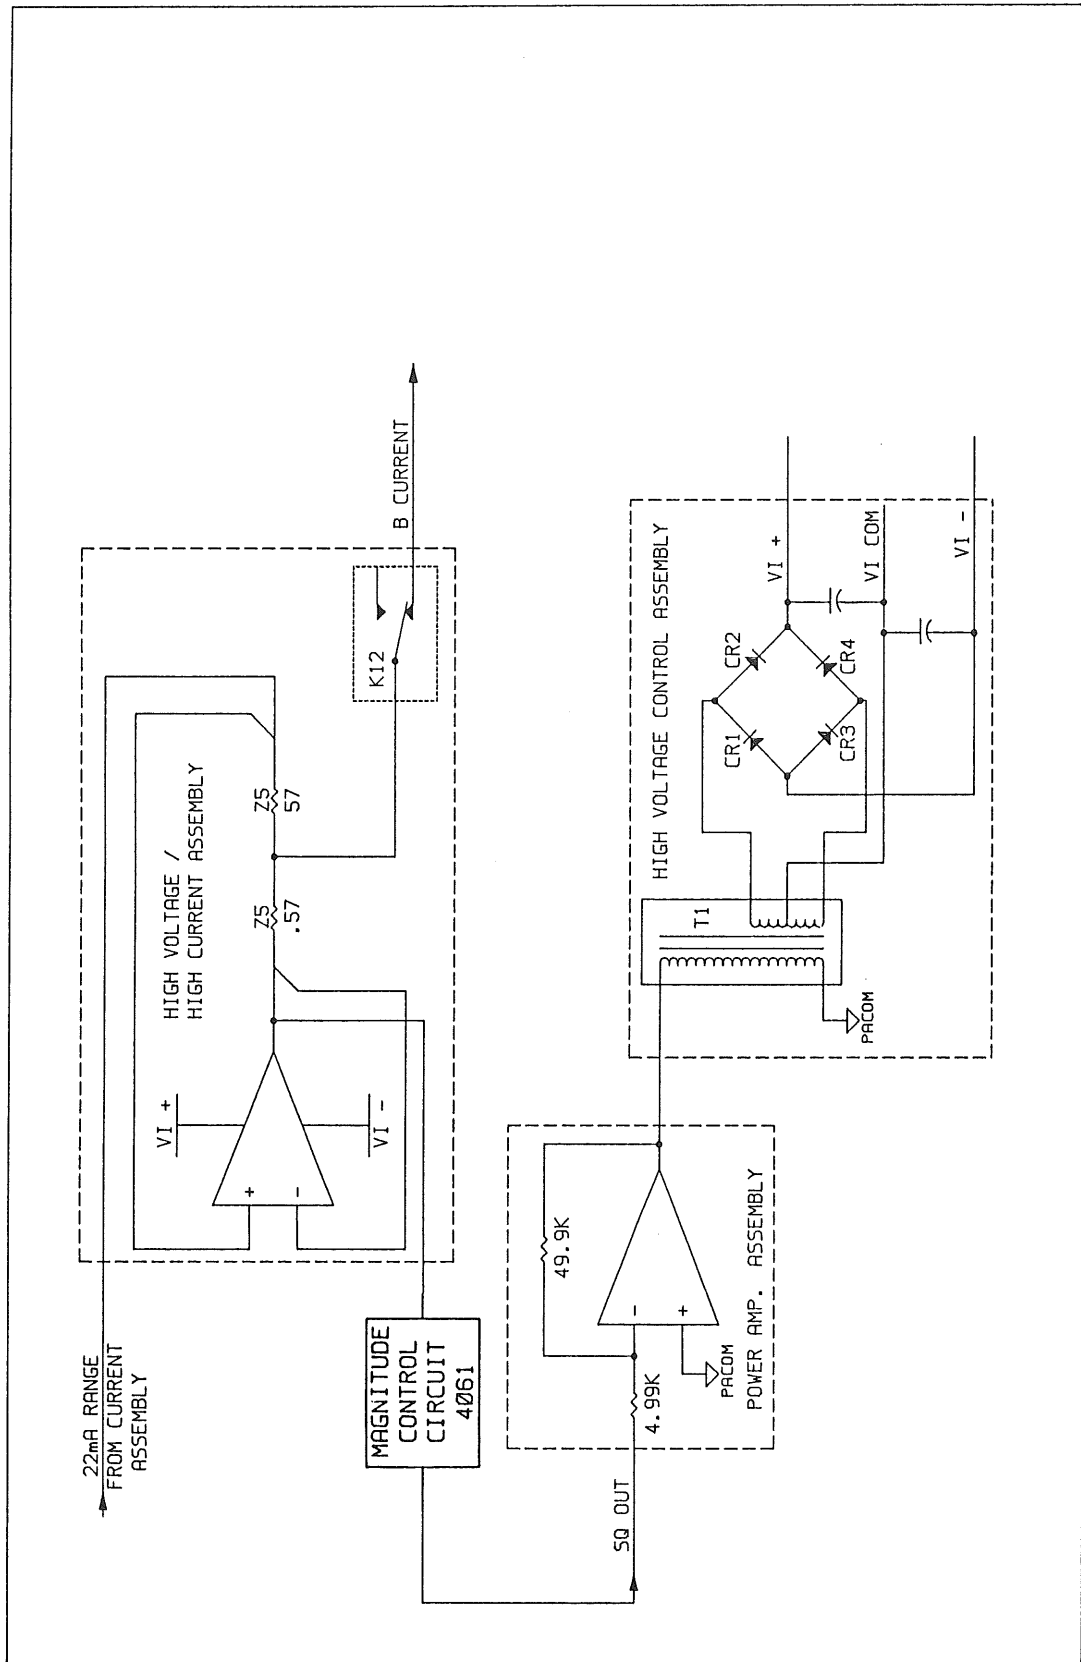 22mA RANGE
FROM CURRENT
ASSEMBLY
HIGH VOLTAGE /
HIGH CURRENT ASSEMBLY
VI +
VI -
+
-
Z5
.57
Z5
57
K12
B CURRENT
MAGNITUDE
CONTROL
CIRCUIT
4061
SQ OUT
4.99K
49.9K
-
+
PACOM
POWER AMP. ASSEMBLY
HIGH VOLTAGE CONTROL ASSEMBLY
T1
PACOM
CR1
CR2
CR3
CR4
VI +
VI COM
VI -